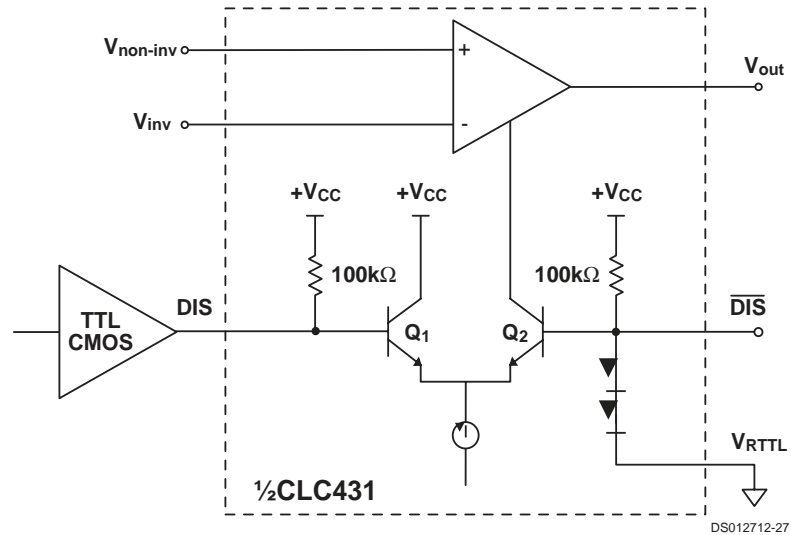 Vnon-inv
+
Vout
Vinv
-
+VCC
+VCC
+VCC
100kΩ
100kΩ
TTL
CMOS
DIS
Q1
Q2
DIS
I
VRTTL
½CLC431
DS012712-27